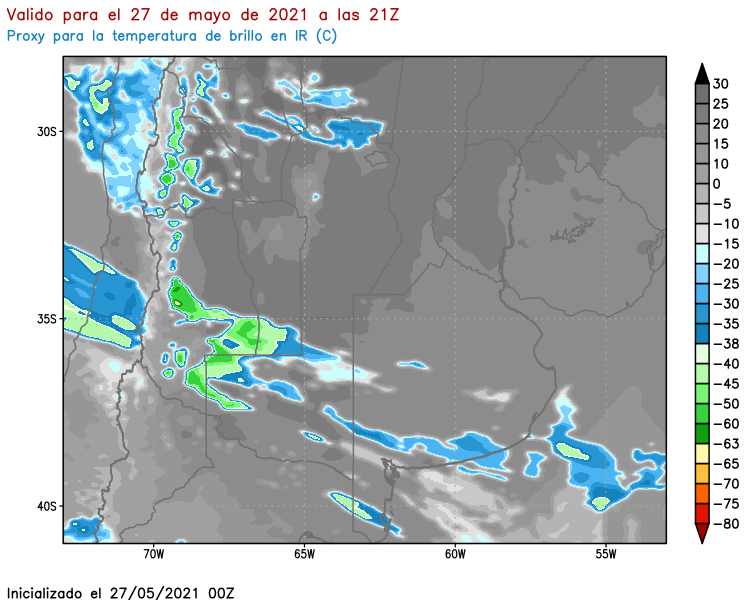 Valido para el 27 de mayo de 2021 a las 21Z
Proxy para la temperatura de brillo en IR (C)
30
25
20
15
10
0
−5
−10
−15
−20
−25
−30
−35
−38
−40
−45
−50
−60
−63
−65
−70
−75
−80
30S
35S
40S
70W
65W
60W
55W
Inicializado el 27/05/2021 00Z